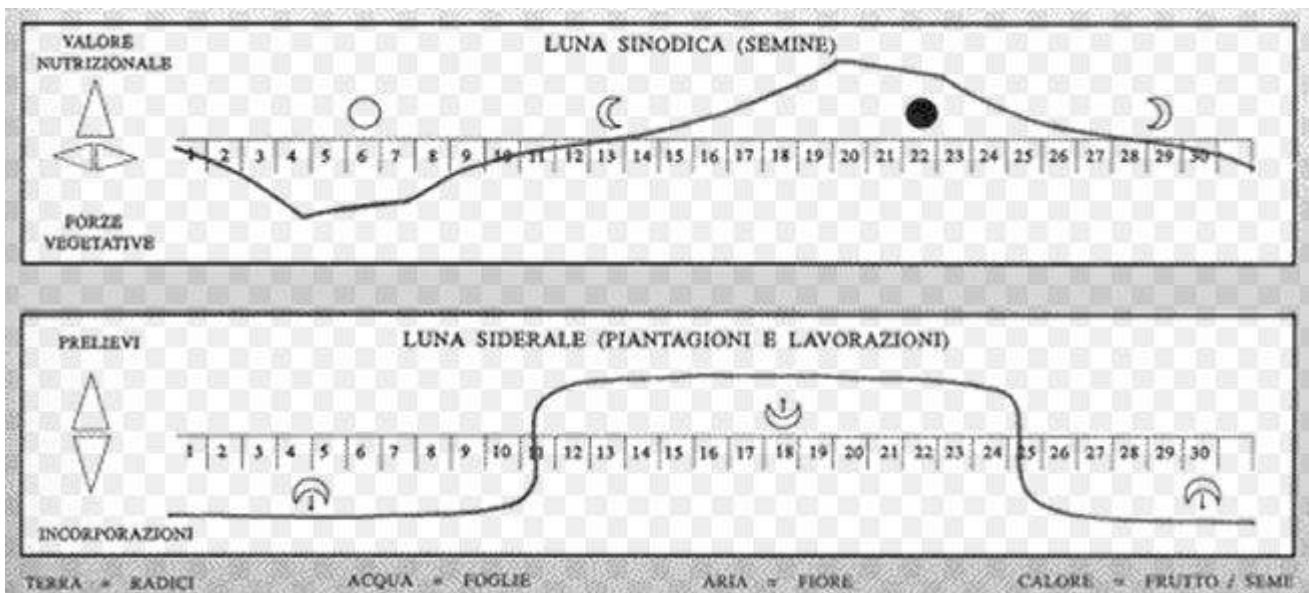 VALORE
NUTRIZIONALE
LUNA SINODICA (SEMINE)
1 2 3 4 5 6 7 8 9 10 11 12 13 14 15 16 17 18 19 20 21 22 23 24 25 26 27 28 29 30
FORZE
VEGETATIVE
PRELIEVI
LUNA SIDERALE (PIANTAGIONI E LAVORAZIONI)
1 2 3 4 5 6 7 8 9 10 11 12 13 14 15 16 17 18 19 20 21 22 23 24 25 26 27 28 29 30
INCORPORAZIONI
TERRA = RADICI ACQUA = FOGLIE ARIA = FIORE CALORE = FRUTTO / SEME